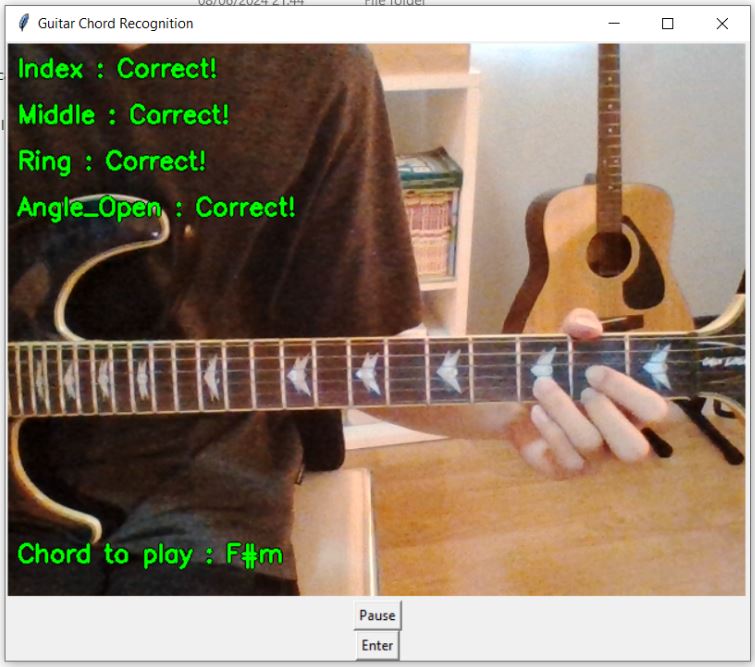 08/06/2024 21:44 File folder
Guitar Chord Recognition
Index : Correct!
Middle : Correct!
Ring : Correct!
Angle_Open : Correct!
Chord to play : F#m
Pause
Enter